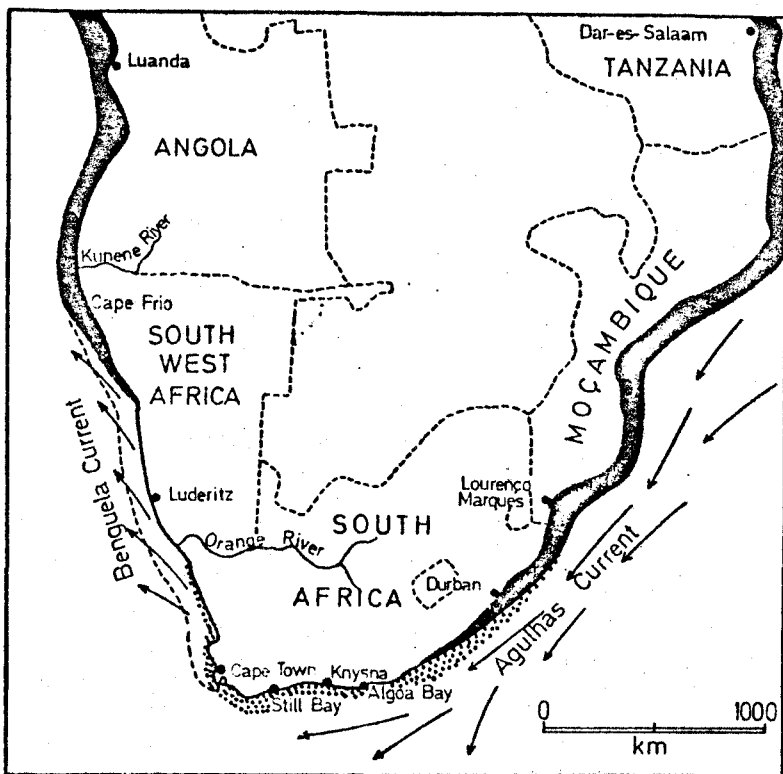 Dar-es-Salaam
Luanda
TANZANIA
ANGOLA
Kunene River
Cape Frio
SOUTH
WEST
AFRICA
MOÇAMBIQUE
Benguela Current
Luderitz
Lourenço
Marques
Orange River
SOUTH
AFRICA
Durban
Agulhas Current
Cape Town
Knysna
Still Bay
Algoa Bay
0
1000
km